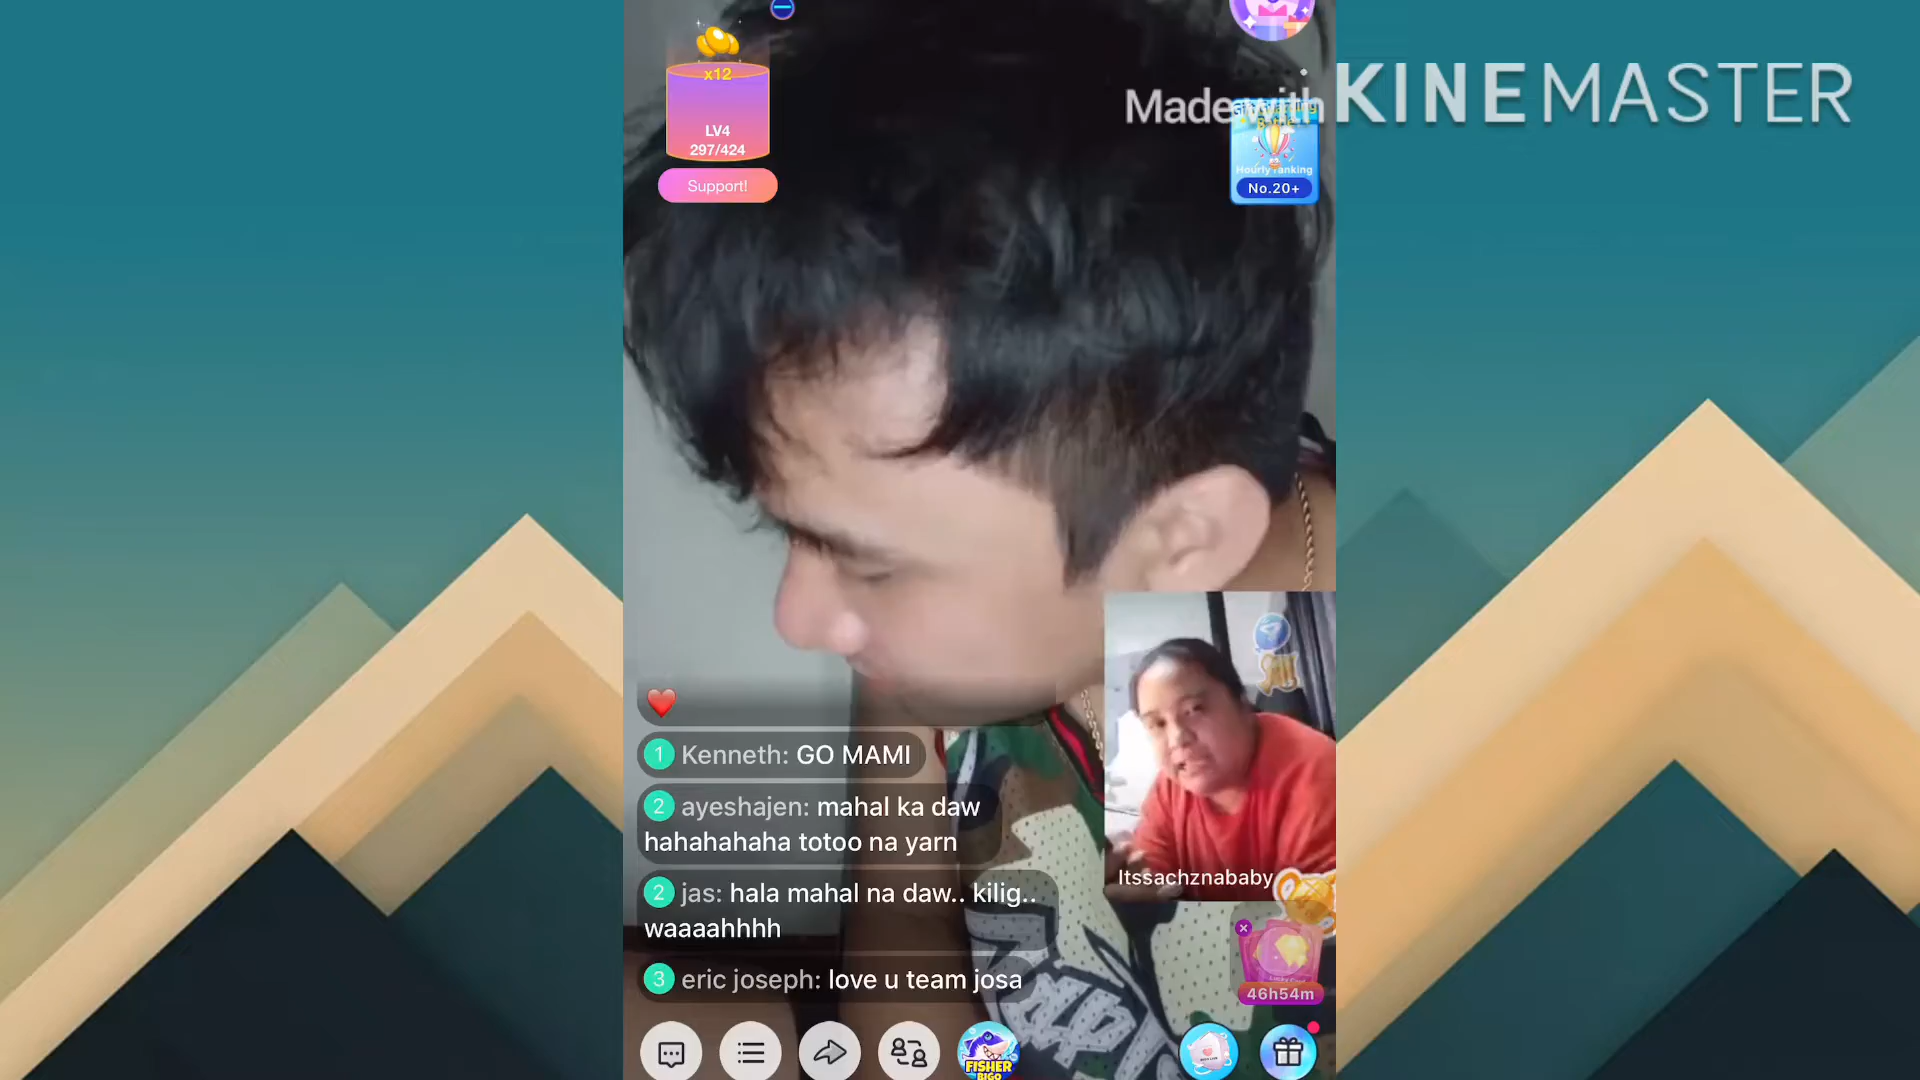 x12
LV4
297/424
Support!
Made with KINEMASTER
Hourly ranking
No.20+
Kenneth: GO MAMI
ayeshajen: mahal ka daw
hahahahaha totoo na yarn
jas: hala mahal na daw.. kilig..
waaaahhhh
eric joseph: love u team josa
1
2
2
3
Itssachznababy
46h54m
FISHER
BIGO